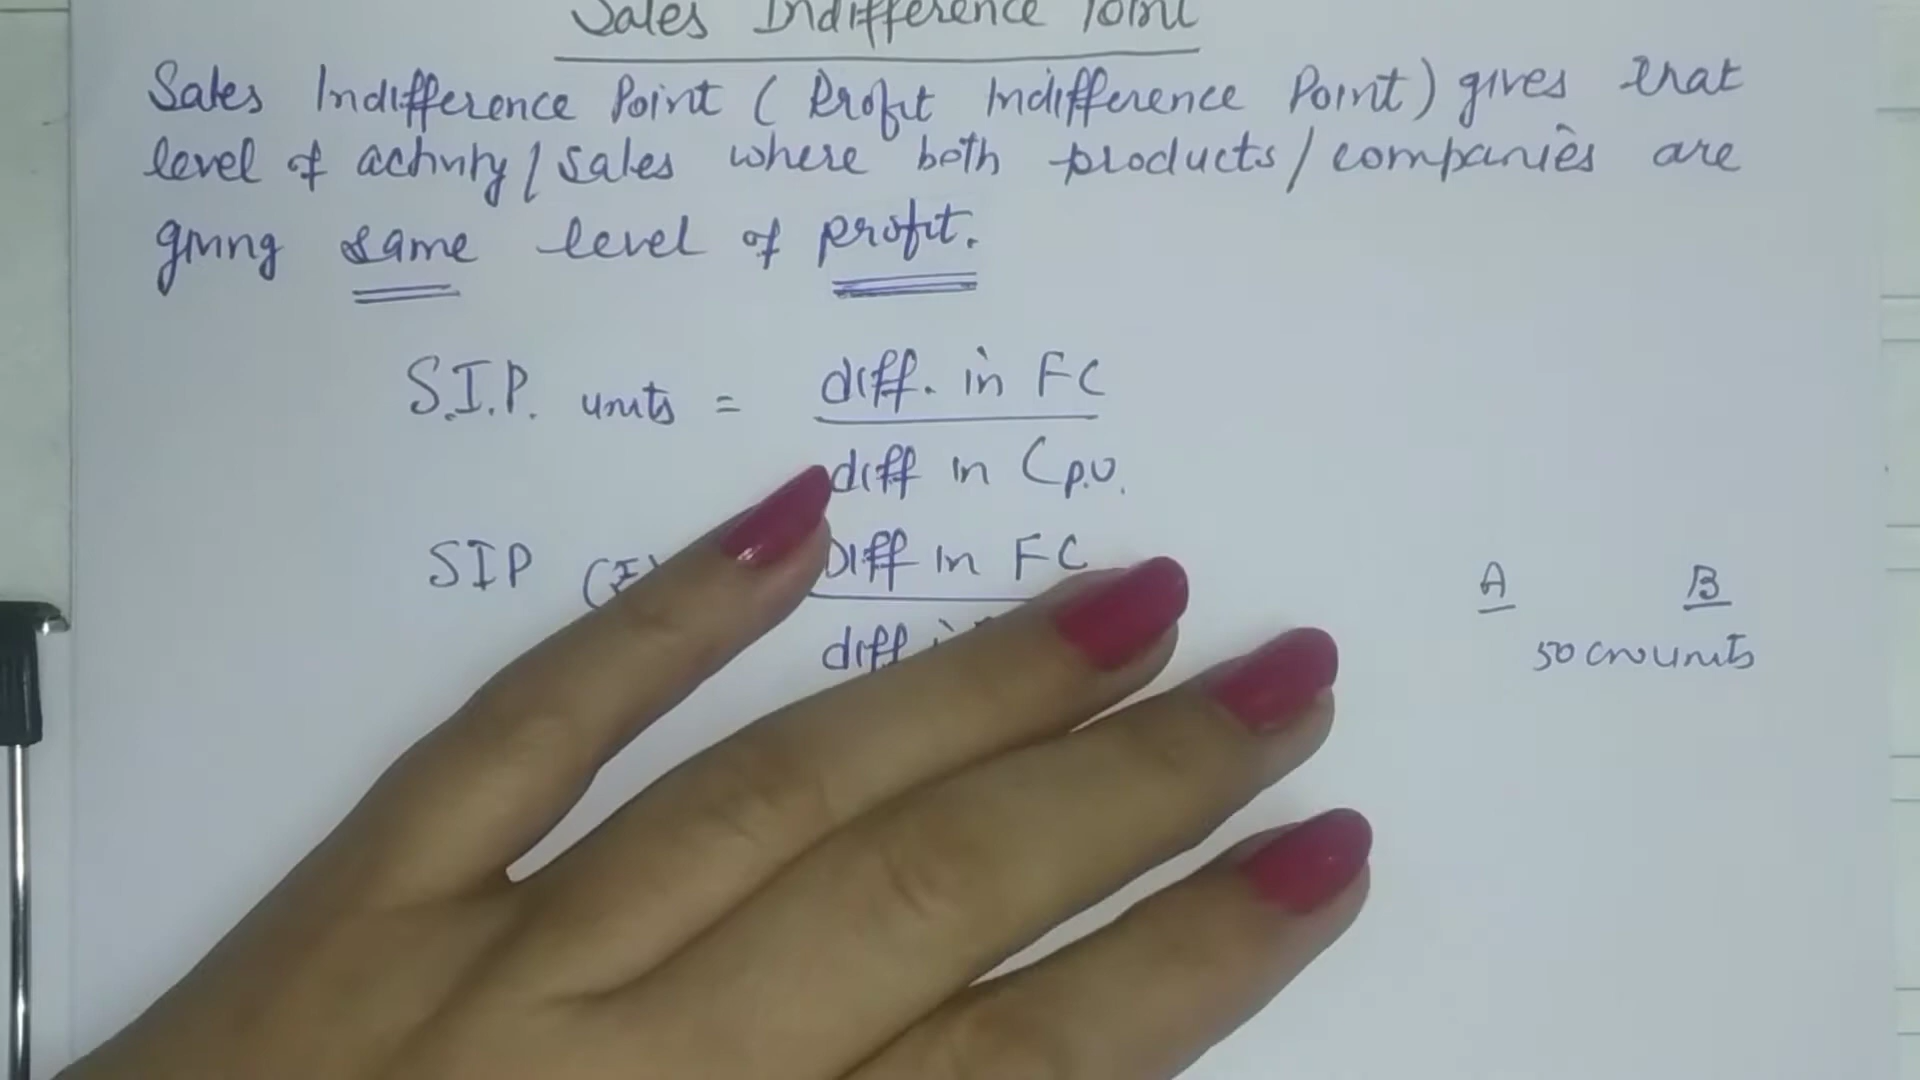 Sales Indifference Point
Sales Indifference Point ( Profit Indifference Point ) gives that
level of activity / sales where both products / companies are
giving same level of profit.
S.I.P. units = diff. in FC
diff in C p.u.
SIP (₹) Diff in FC
diff
A B
50 units